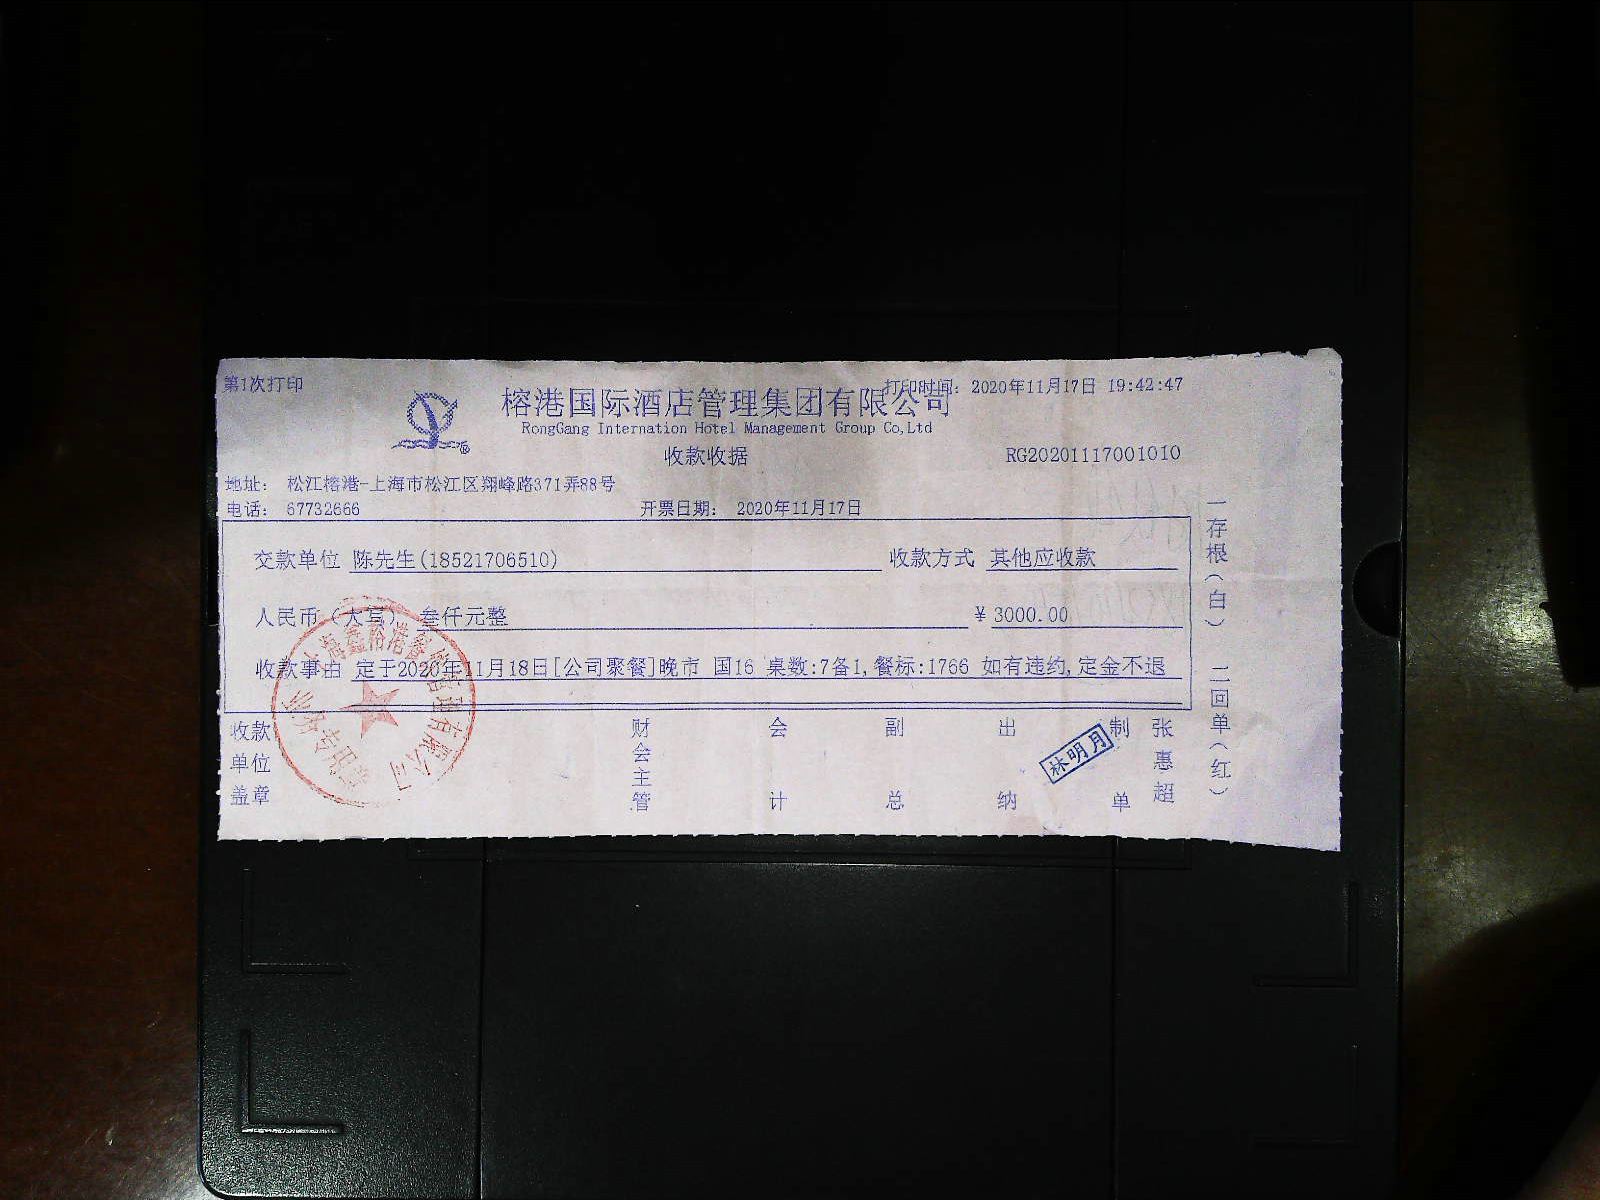 第1次打印
打印时间: 2020年11月17日 19:42:47
榕港国际酒店管理集团有限公司
RongGang Internation Hotel Management Group Co,Ltd
收款收据
RG20201117001010
地址: 松江榕港-上海市松江区翔峰路371弄88号
电话: 67732666
开票日期: 2020年11月17日
交款单位 陈先生(18521706510) 收款方式 其他应收款
人民币(大写) 叁仟元整 ¥ 3000.00
收款事由 定于2020年11月18日[公司聚餐]晚市 国16 桌数:7备1,餐标:1766 如有违约,定金不退
收款单位盖章
财会主管
会计
副总
出纳
林明月
制单
张惠超
一存根(白) 二回单(红)